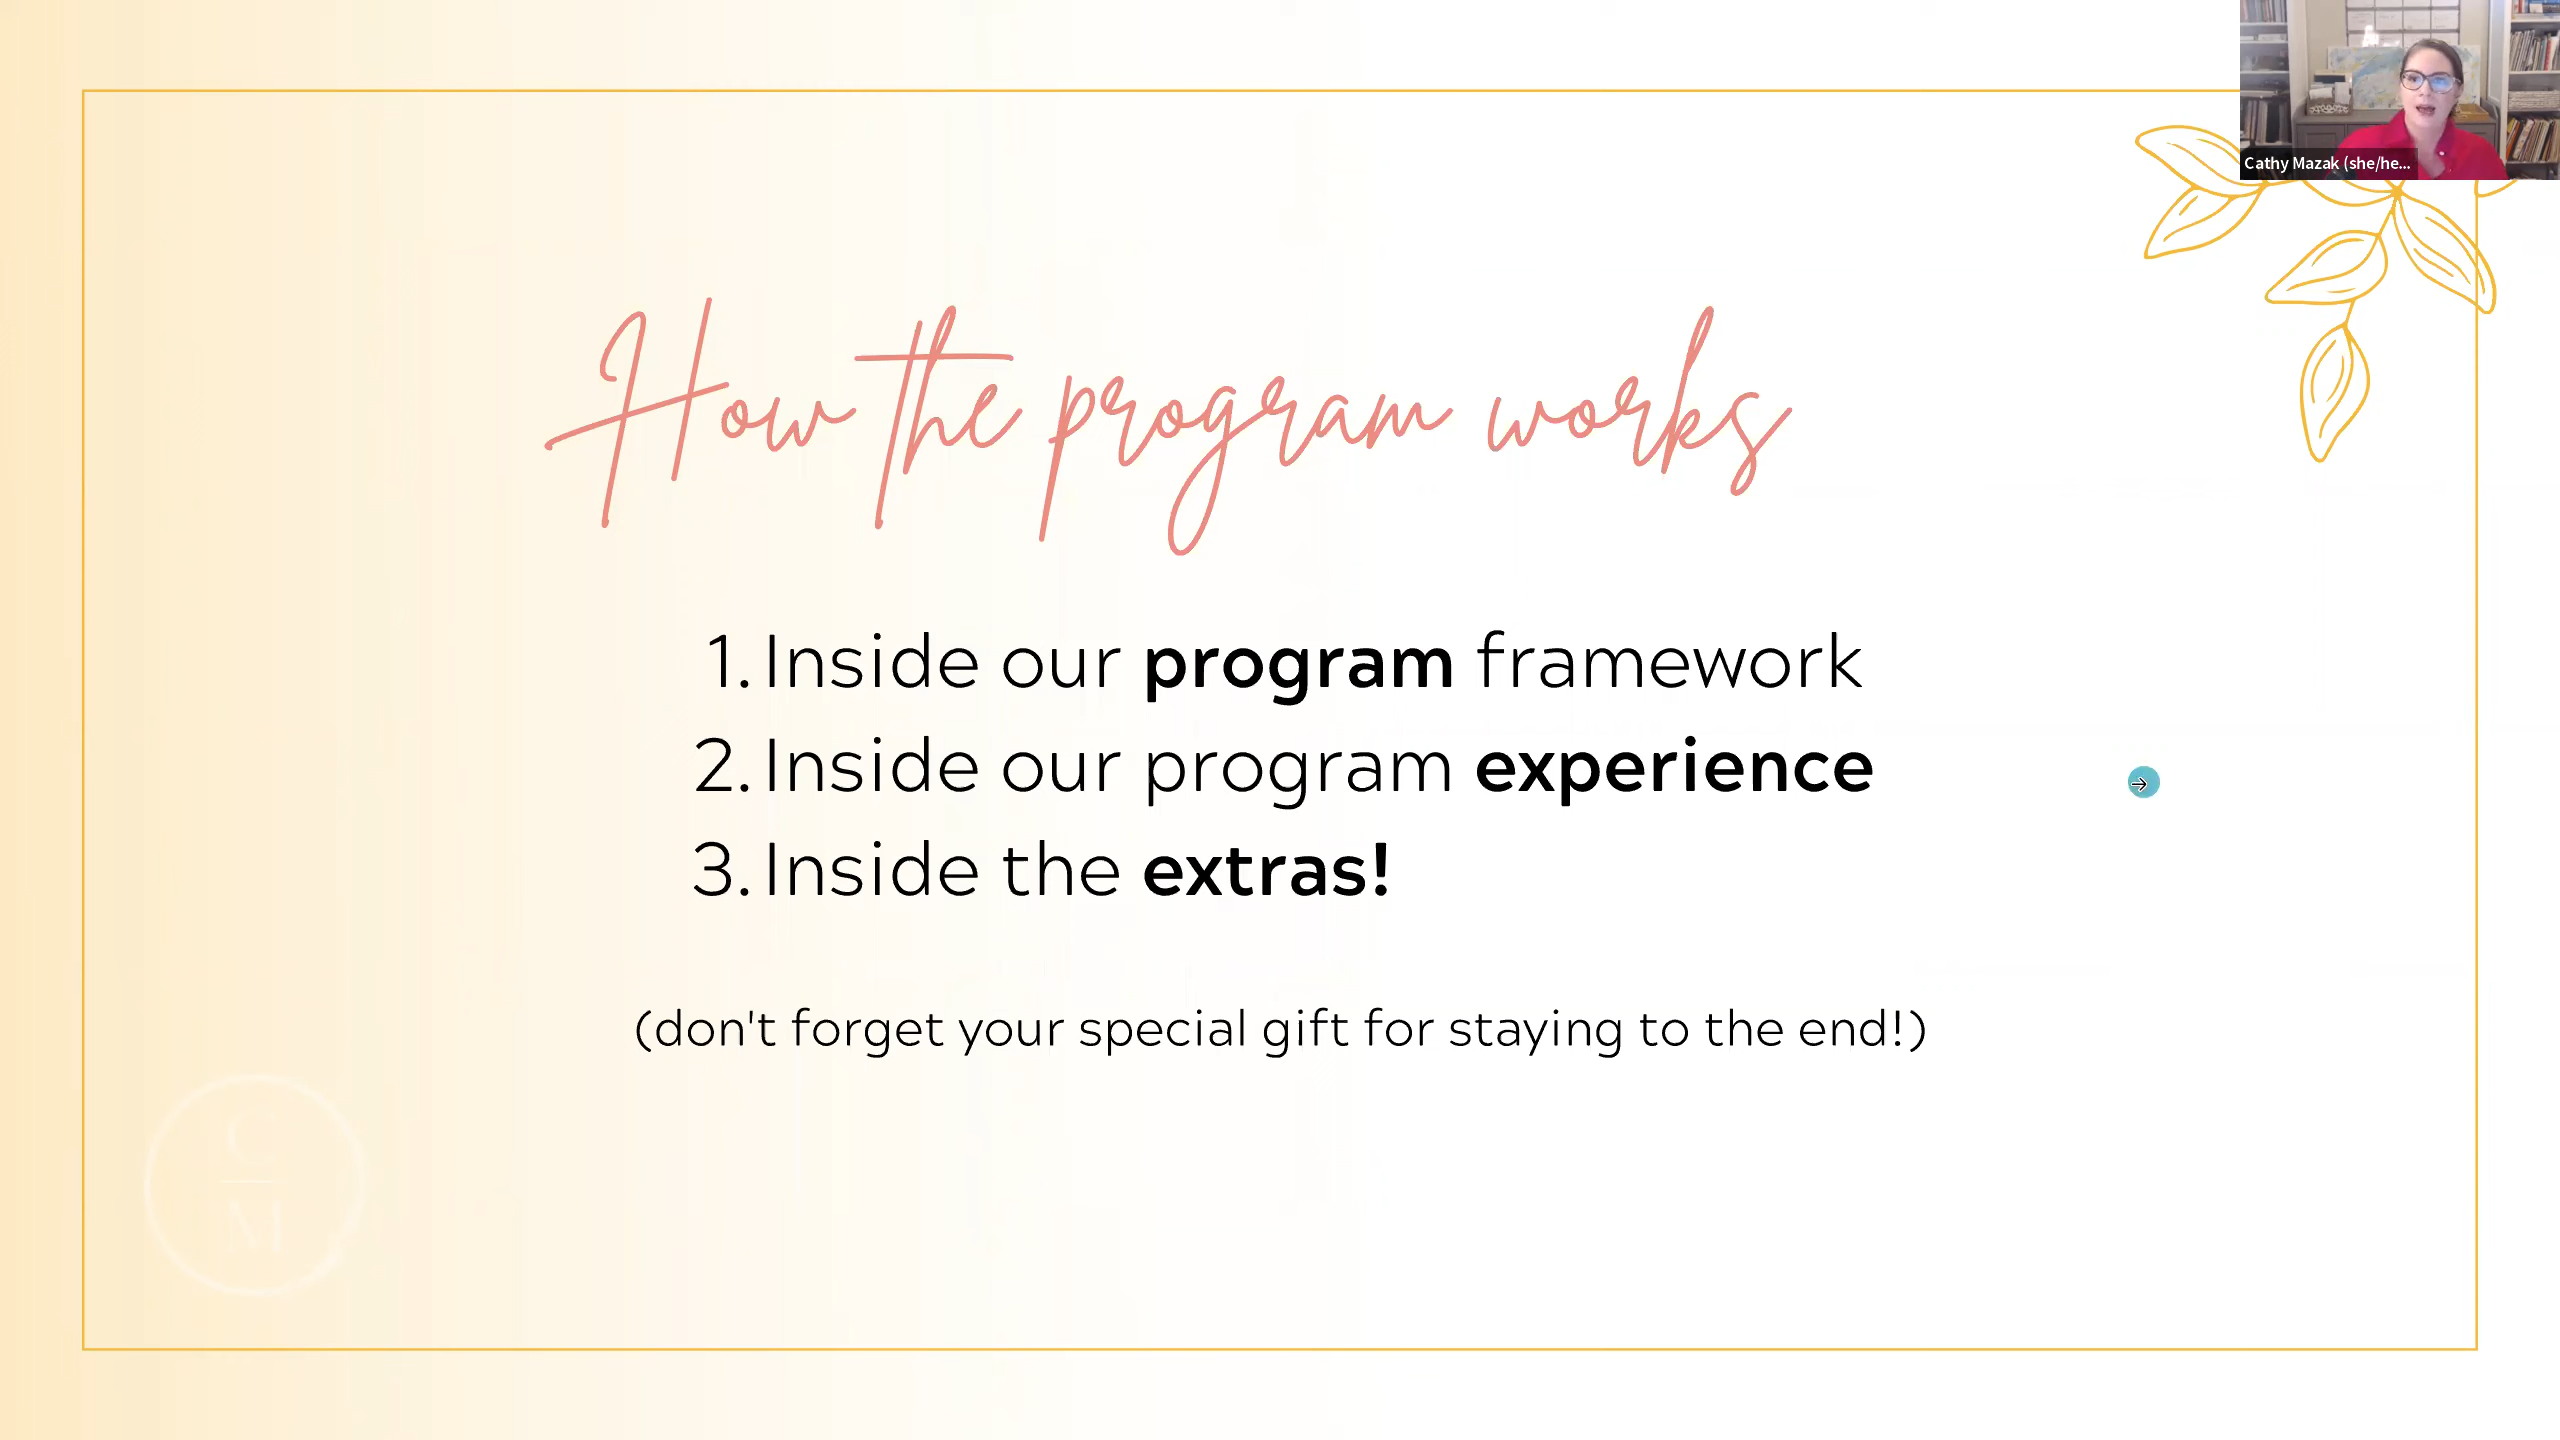 Cathy Mazak (she/he...
How the program works
1. Inside our program framework
2. Inside our program experience
3. Inside the extras!
(don't forget your special gift for staying to the end!)
C
M